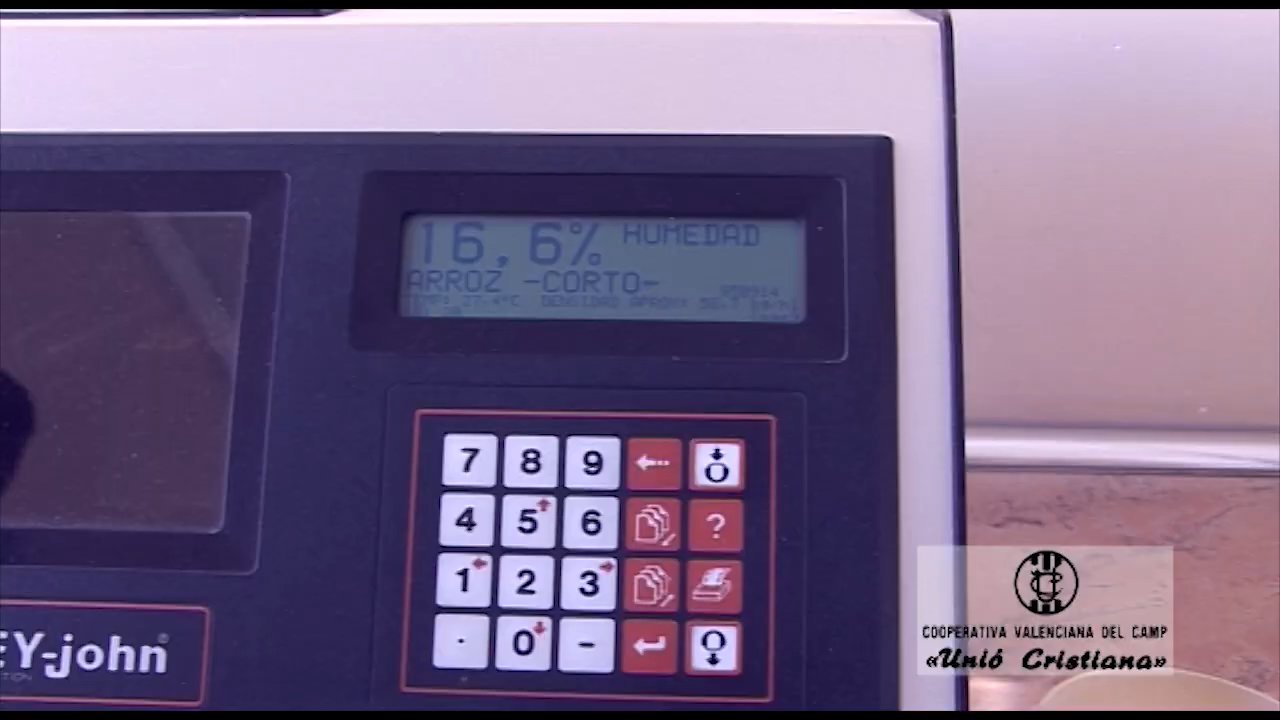 16,6% HUMEDAD
ARROZ -CORTO-
TEMP: 27.4°C DENSIDAD APROX:
7 8 9
4 5 6 ?
1 2 3
. 0 -
EY-john®
COOPERATIVA VALENCIANA DEL CAMP
«Unió Cristiana»